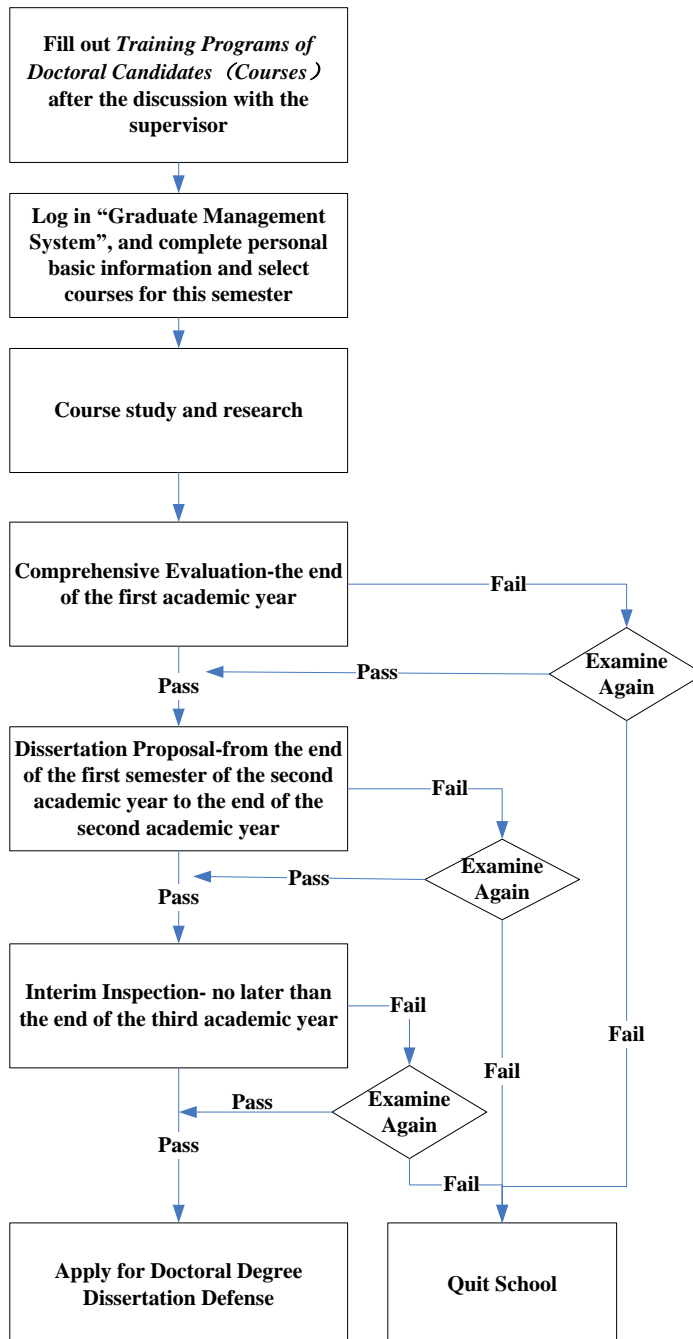 Fill out Training Programs of
Doctoral Candidates（Courses）
after the discussion with the
supervisor
Log in “Graduate Management
System”, and complete personal
basic information and select
courses for this semester
Course study and research
Comprehensive Evaluation-the end
of the first academic year
Fail
Examine
Again
Pass
Pass
Dissertation Proposal-from the end
of the first semester of the second
academic year to the end of the
second academic year
Fail
Examine
Again
Pass
Pass
Interim Inspection- no later than
the end of the third academic year
Fail
Fail
Fail
Examine
Again
Pass
Pass
Fail
Apply for Doctoral Degree
Dissertation Defense
Quit School